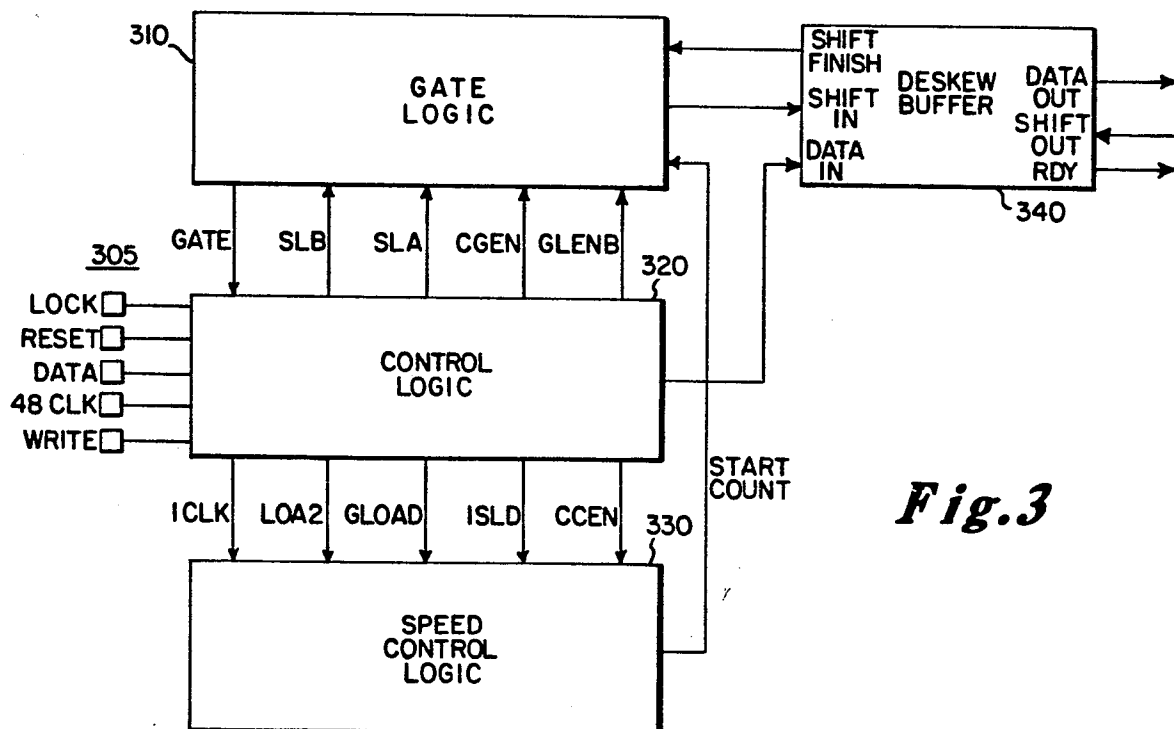 310
GATE
LOGIC
SHIFT
FINISH
DESKEW
BUFFER
SHIFT
IN
DATA
IN
DATA
OUT
SHIFT
OUT
RDY
340
GATE
SLB
SLA
CGEN
GLENB
305
320
LOCK
RESET
DATA
48 CLK
WRITE
CONTROL
LOGIC
START
COUNT
ICLK
LOA2
GLOAD
ISLD
CCEN
330
SPEED
CONTROL
LOGIC
Fig.3